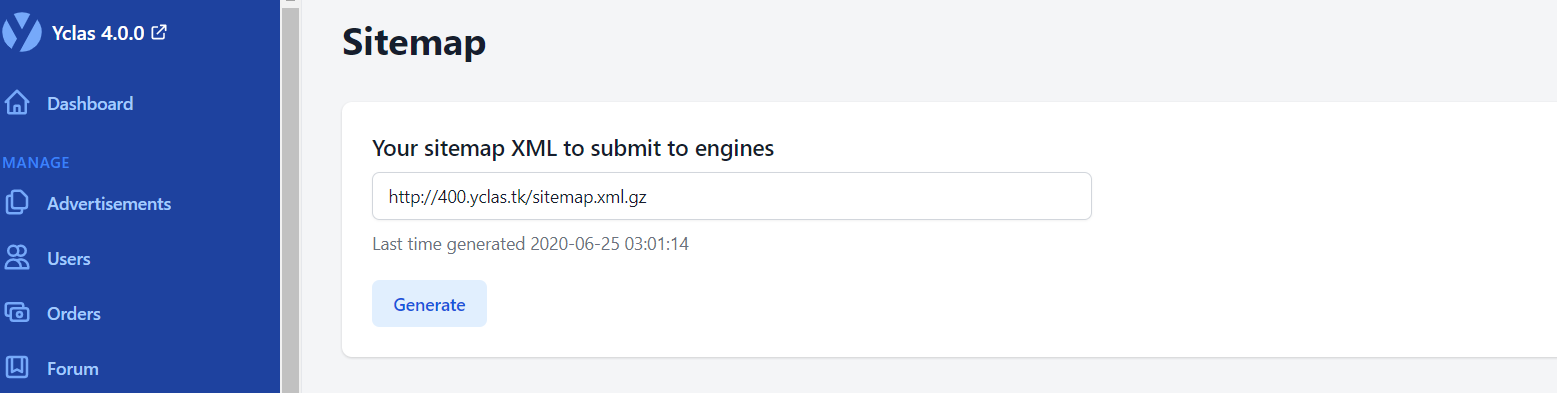 Yclas 4.0.0
Dashboard
MANAGE
Advertisements
Users
Orders
Forum
Sitemap
Your sitemap XML to submit to engines
http://400.yclas.tk/sitemap.xml.gz
Last time generated 2020-06-25 03:01:14
Generate